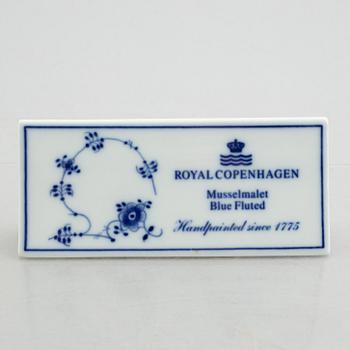 ROYAL COPENHAGEN
Musselmalet
Blue Fluted
Handpainted since 1775